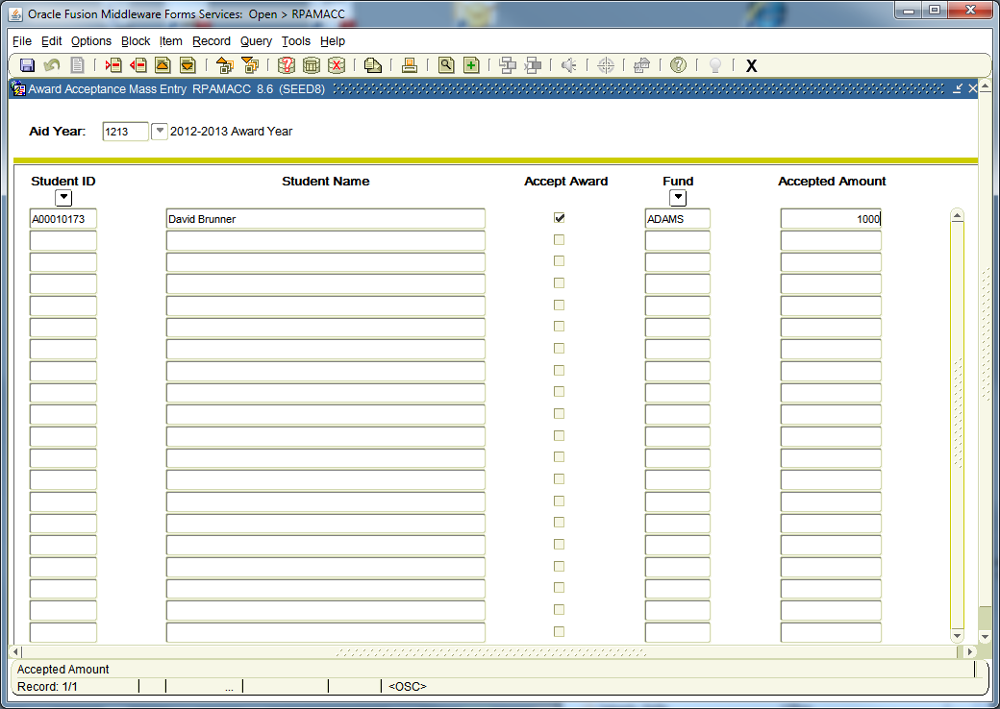 Oracle Fusion Middleware Forms Services: Open > RPAMACC
File Edit Options Block Item Record Query Tools Help
Award Acceptance Mass Entry RPAMACC 8.6 (SEED8)
Aid Year: 1213 2012-2013 Award Year
Student ID Student Name Accept Award Fund Accepted Amount
A00010173 David Brunner ADAMS 1000
Accepted Amount
Record: 1/1 ... <OSC>